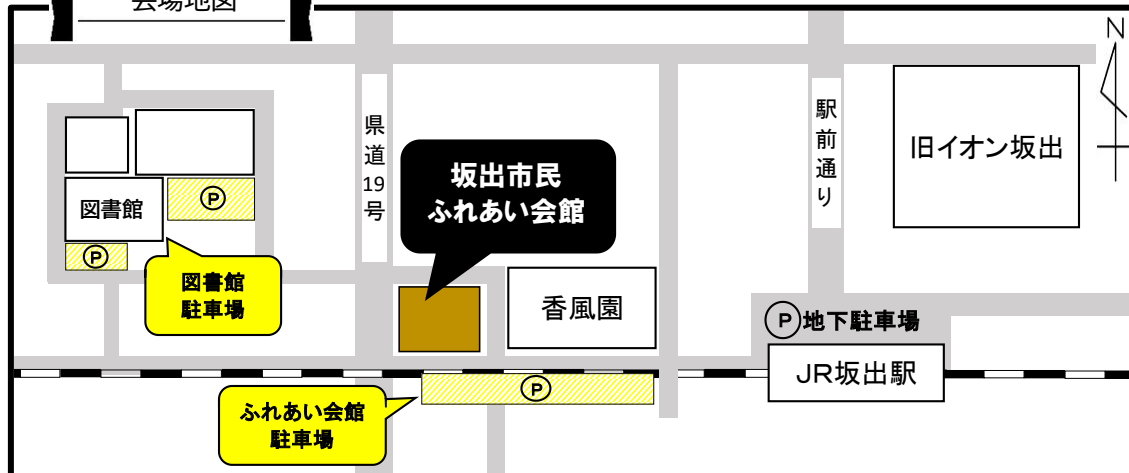 会場地図
N
県道19号
駅前通り
旧イオン坂出
坂出市民
ふれあい会館
図書館
P
P
図書館
駐車場
香風園
P地下駐車場
JR坂出駅
P
ふれあい会館
駐車場